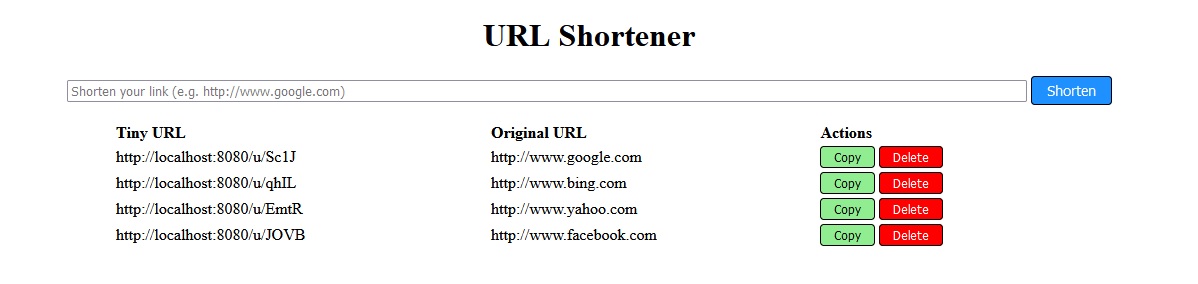 URL Shortener
Shorten your link (e.g. http://www.google.com) Shorten
Tiny URL Original URL Actions
http://localhost:8080/u/Sc1J http://www.google.com Copy Delete
http://localhost:8080/u/qhIL http://www.bing.com Copy Delete
http://localhost:8080/u/EmtR http://www.yahoo.com Copy Delete
http://localhost:8080/u/JOVB http://www.facebook.com Copy Delete